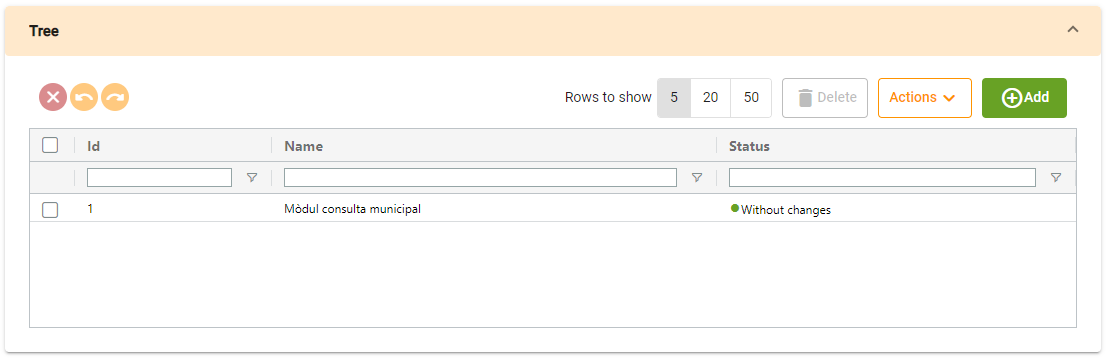 Tree
Rows to show 5 20 50 Delete Actions Add
Id Name Status
1 Mòdul consulta municipal Without changes